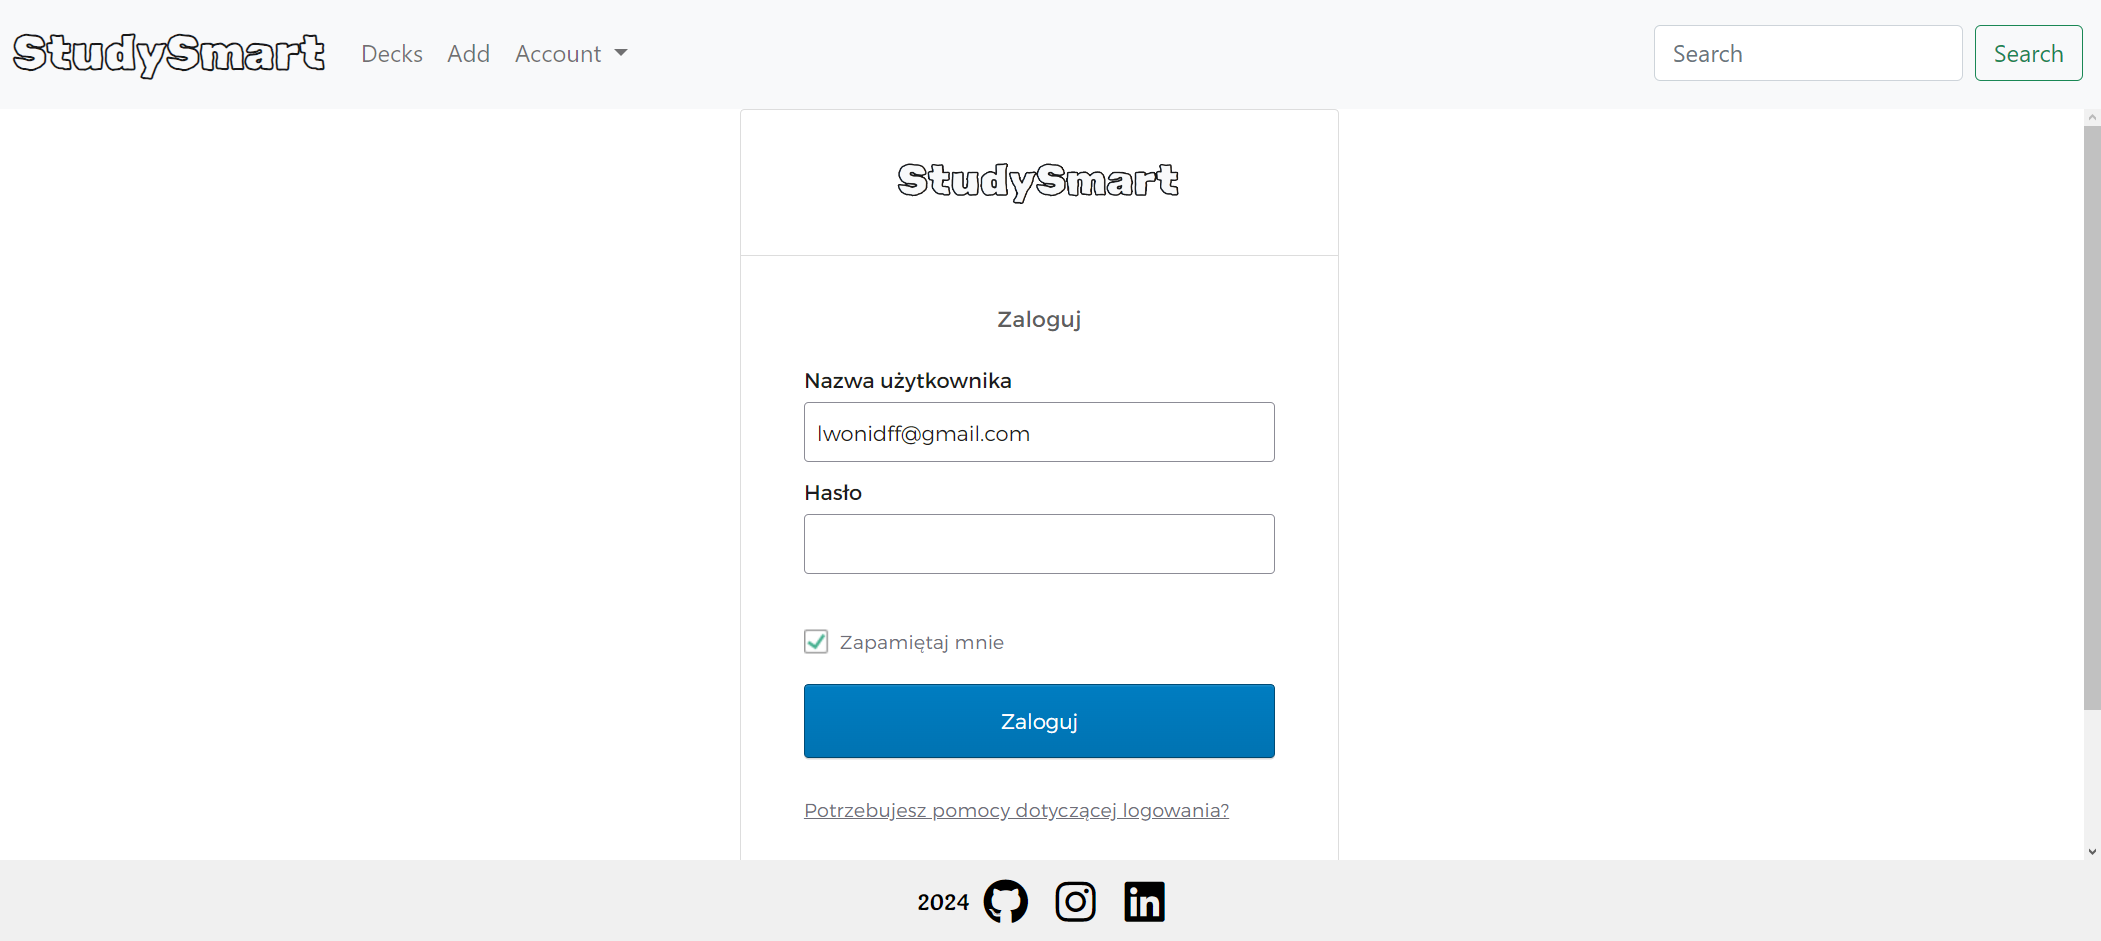 StudySmart Decks Add Account Search Search
StudySmart
Zaloguj
Nazwa użytkownika
lwonidff@gmail.com
Hasło
Zapamiętaj mnie
Zaloguj
Potrzebujesz pomocy dotyczącej logowania?
2024 in